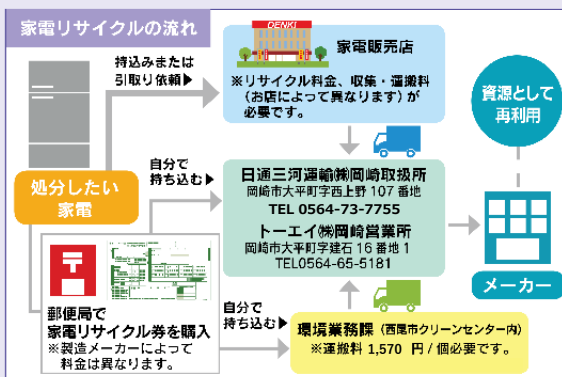 家電リサイクルの流れ
持込みまたは
引取り依頼▶
DENKI
家電販売店
※リサイクル料金、収集・運搬料
（お店によって異なります）が
必要です。
資源として
再利用
処分したい
家電
自分で
持ち込む▶
日通三河運輸㈱岡崎取扱所
岡崎市大平町字西上野 107 番地
TEL 0564-73-7755
トーエイ㈱岡崎営業所
岡崎市大平町字建石 16 番地 1
TEL0564-65-5181
メーカー
〒
郵便局で
家電リサイクル券を購入
※製造メーカーによって
料金は異なります。
自分で
持ち込む▶
環境業務課（西尾市クリーンセンター内）
※運搬料 1,570 円 / 個必要です。